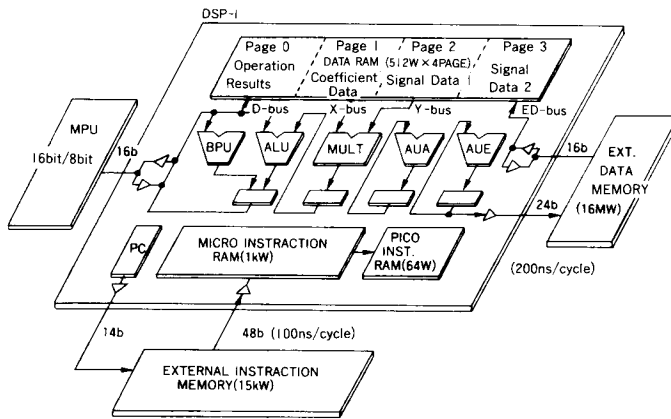 DSP-i
Page 0
Page 1
Page 2
Page 3
DATA RAM (512W×4PAGE)
Operation
Results
Coefficient
Data
Signal Data 1
Signal
Data 2
D-bus
X-bus
Y-bus
ED-bus
MPU
16bit/8bit
16b
BPU
ALU
MULT
AUA
AUE
16b
EXT.
DATA
MEMORY
(16MW)
24b
(200ns/cycle)
PC
MICRO INSTRUCTION
RAM(1kW)
PICO
INST.
RAM(64W)
14b
48b (100ns/cycle)
EXTERNAL INSTRUCTION
MEMORY(15kW)